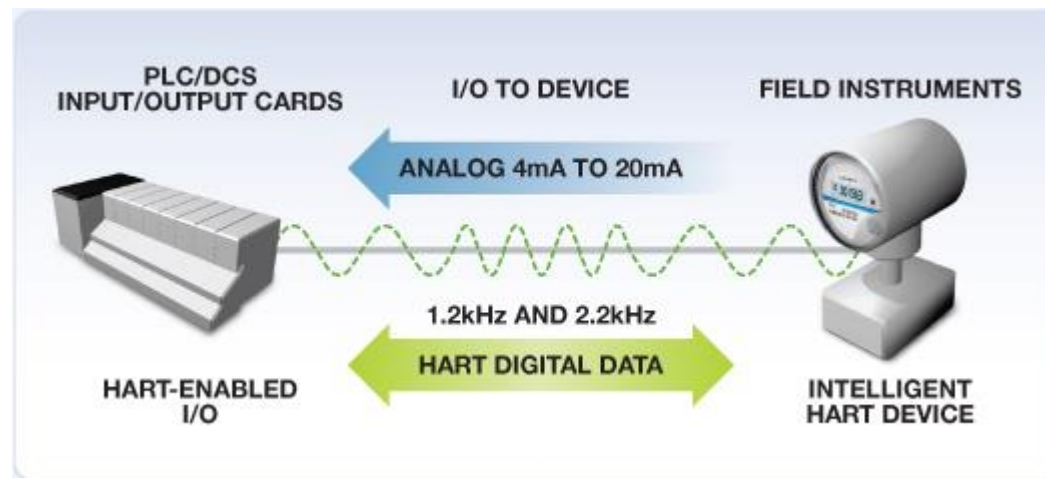 PLC/DCS
INPUT/OUTPUT CARDS
I/O TO DEVICE
FIELD INSTRUMENTS
ANALOG 4mA TO 20mA
1.2kHz AND 2.2kHz
HART DIGITAL DATA
HART-ENABLED
I/O
INTELLIGENT
HART DEVICE